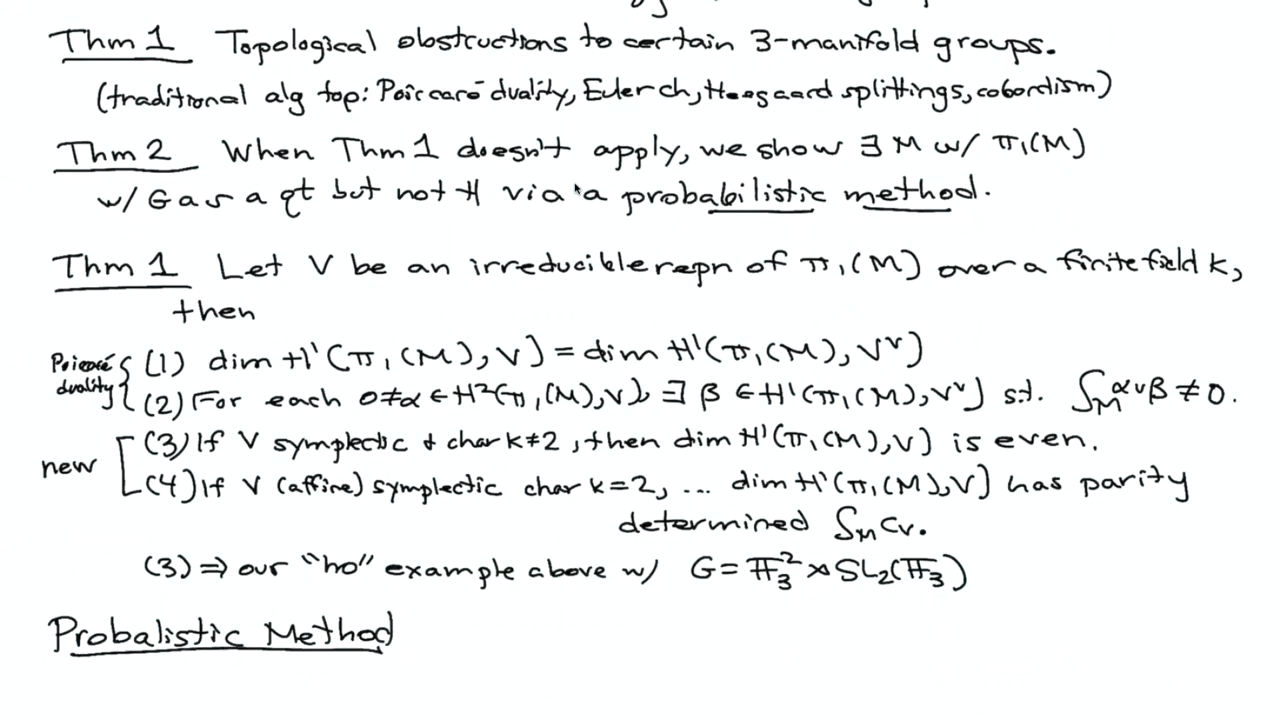 Thm 1 Topological obstructions to certain 3-manifold groups.
(traditional alg top: Poiccaré duality, Euler ch, Heegaard splittings, cobordism)
Thm 2 When Thm 1 doesn't apply, we show ∃ M w/ π₁(M)
w/ G as a qt but not H via a probabilistic method.
Thm 1 Let V be an irreducible repn of π₁(M) over a finite field k,
then
Poincaré duality { (1) dim H¹(π₁(M), V) = dim H¹(π₁(M), V^∨)
(2) For each 0≠α ∈ H²(π₁(M), V), ∃ β ∈ H¹(π₁(M), V^∨) s.t. ∫_M α∪β ≠ 0.
new [ (3) If V symplectic & char k≠2, then dim H¹(π₁(M), V) is even.
(4) If V (affine) symplectic char k=2, ... dim H¹(π₁(M), V) has parity
determined ∫_M c_V.
(3) ⇒ our "no" example above w/ G = 𝔽₃² ⋊ SL₂(𝔽₃)
Probalistic Method